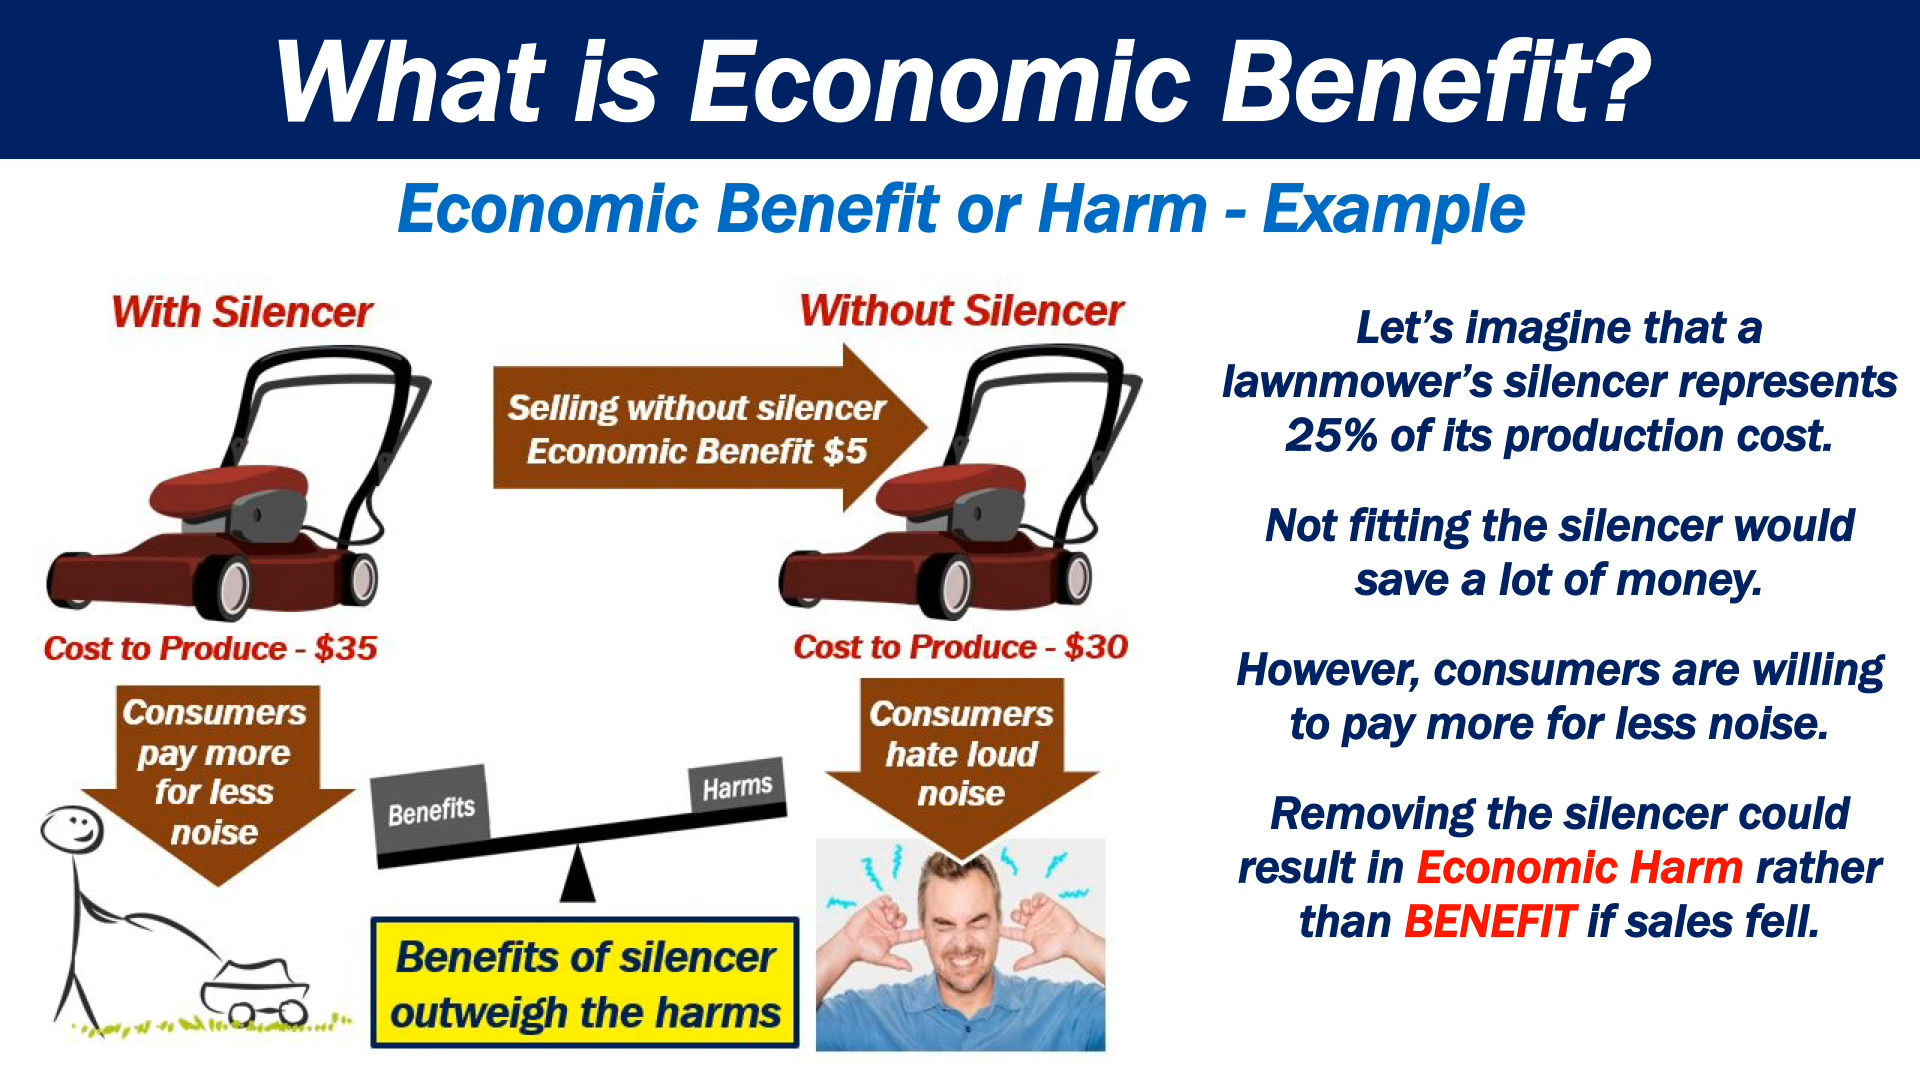 What is Economic Benefit?
Economic Benefit or Harm - Example
With Silencer
Selling without silencer
Economic Benefit $5
Without Silencer
Cost to Produce - $35
Cost to Produce - $30
Consumers
pay more
for less
noise
Benefits
Harms
Consumers
hate loud
noise
Benefits of silencer
outweigh the harms
Let’s imagine that a
lawnmower’s silencer represents
25% of its production cost.
Not fitting the silencer would
save a lot of money.
However, consumers are willing
to pay more for less noise.
Removing the silencer could
result in Economic Harm rather
than BENEFIT if sales fell.